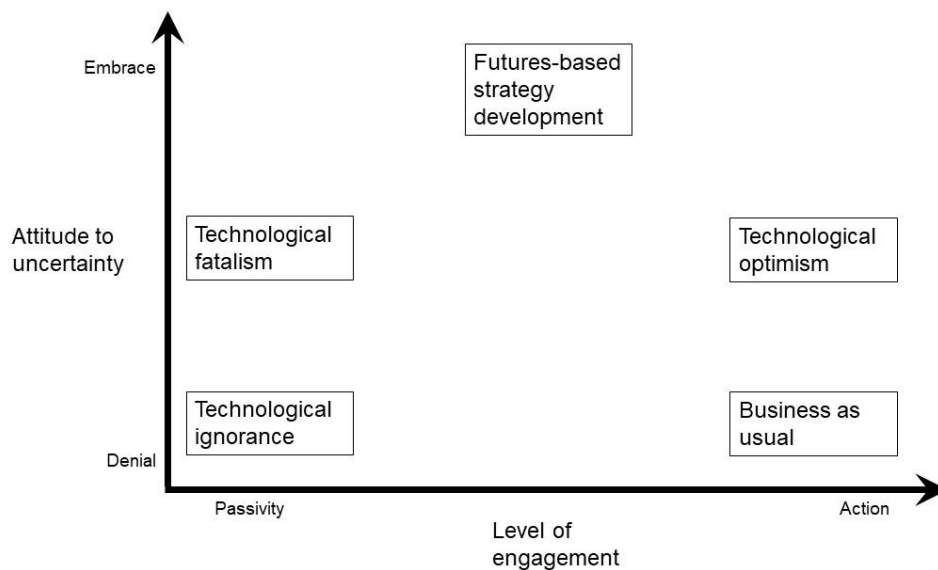 Embrace
Futures-based
strategy
development
Attitude to
uncertainty
Technological
fatalism
Technological
optimism
Technological
ignorance
Business as
usual
Denial
Passivity
Action
Level of
engagement